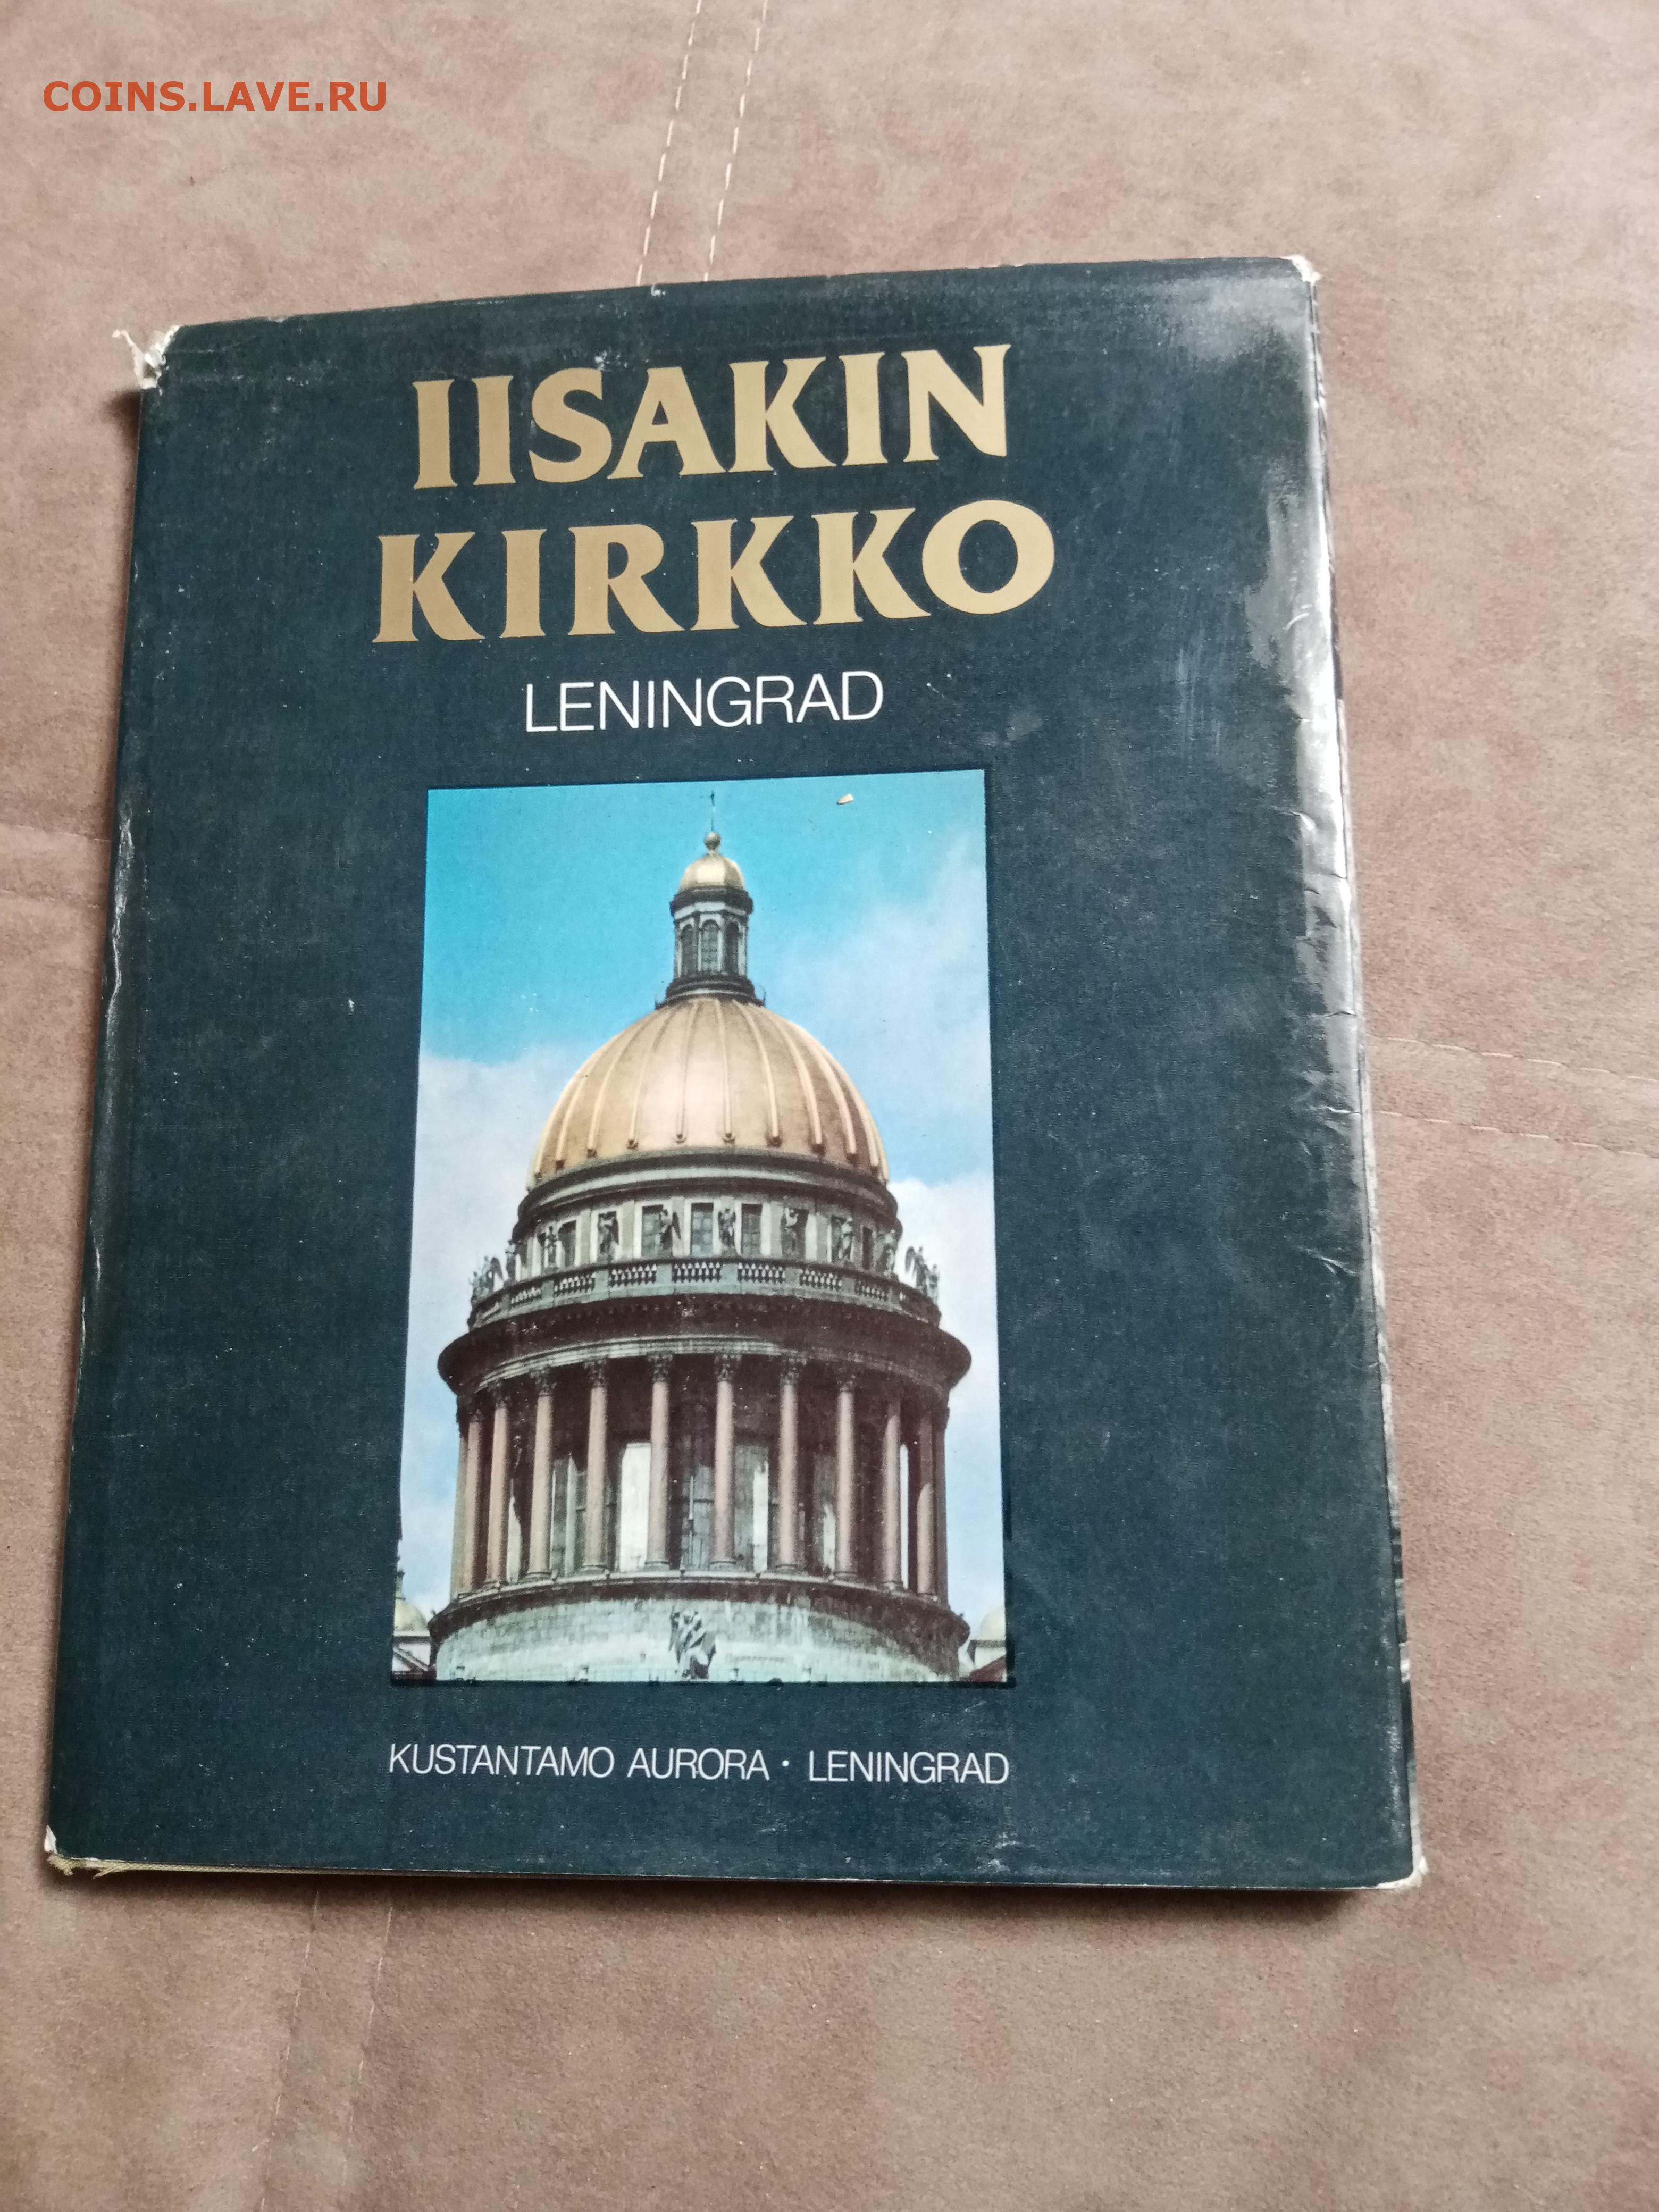 COINS.LAVE.RU
IISAKIN
KIRKKO
LENINGRAD
KUSTANTAMO AURORA • LENINGRAD